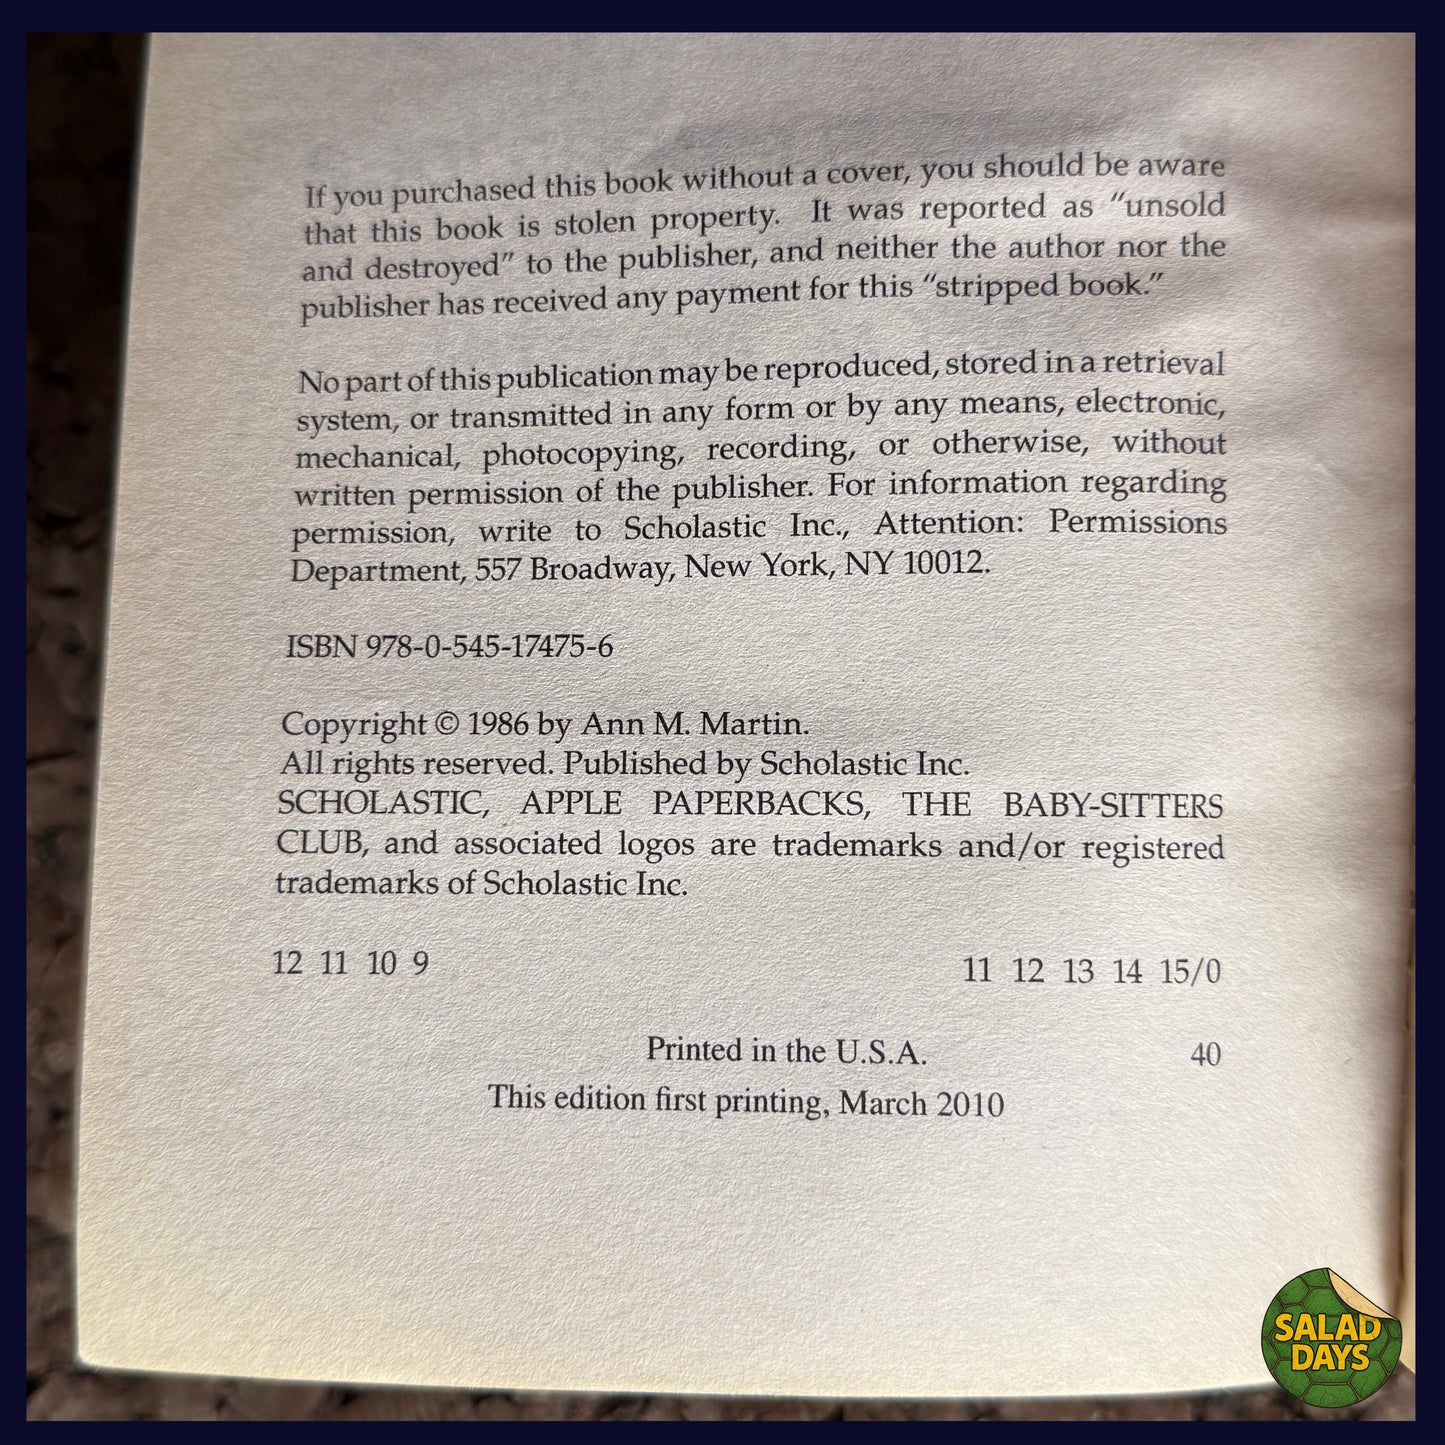 If you purchased this book without a cover, you should be aware
that this book is stolen property. It was reported as "unsold
and destroyed" to the publisher, and neither the author nor the
publisher has received any payment for this "stripped book."
No part of this publication may be reproduced, stored in a retrieval
system, or transmitted in any form or by any means, electronic,
mechanical, photocopying, recording, or otherwise, without
written permission of the publisher. For information regarding
permission, write to Scholastic Inc., Attention: Permissions
Department, 557 Broadway, New York, NY 10012.
ISBN 978-0-545-17475-6
Copyright © 1986 by Ann M. Martin.
All rights reserved. Published by Scholastic Inc.
SCHOLASTIC, APPLE PAPERBACKS, THE BABY-SITTERS
CLUB, and associated logos are trademarks and/or registered
trademarks of Scholastic Inc.
12 11 10 9 11 12 13 14 15/0
Printed in the U.S.A. 40
This edition first printing, March 2010
SALAD
DAYS